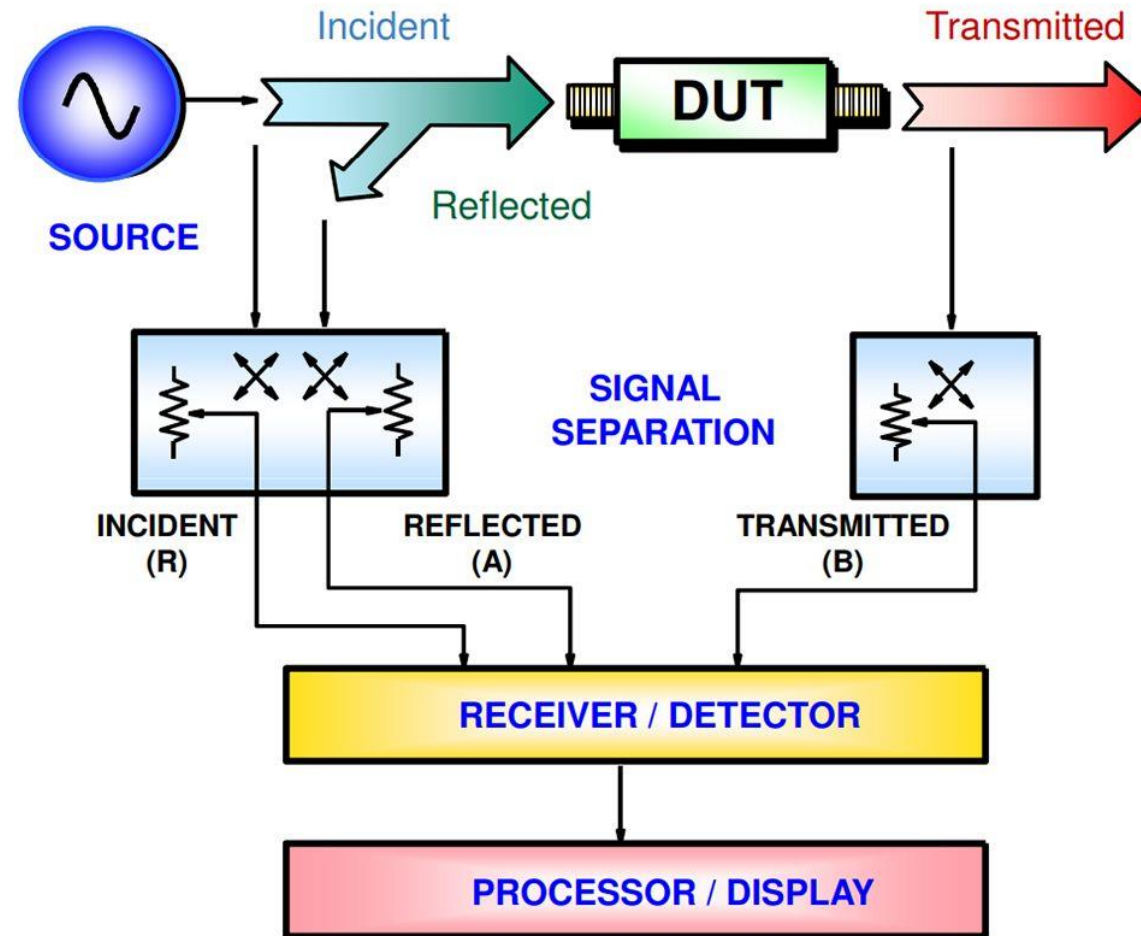 Incident
Transmitted
DUT
Reflected
SOURCE
SIGNAL
SEPARATION
INCIDENT
(R)
REFLECTED
(A)
TRANSMITTED
(B)
RECEIVER / DETECTOR
PROCESSOR / DISPLAY